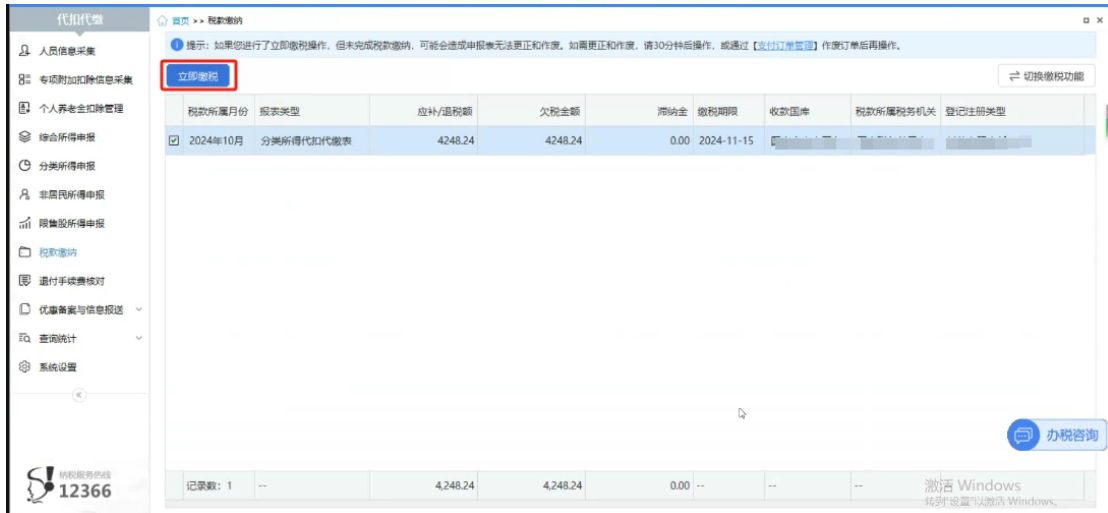 代扣代缴
首页 >> 税款缴纳
人员信息采集
专项附加扣除信息采集
个人养老金扣除管理
综合所得申报
分类所得申报
非居民所得申报
限售股所得申报
税款缴纳
退付手续费核对
优惠备案与信息报送
查询统计
系统设置
纳税服务热线
12366
提示：如果您进行了立即缴税操作，但未完成税款缴纳，可能会造成申报表无法更正和作废。如需更正和作废，请30分钟后操作，或通过【支付订单管理】作废订单后再操作。
立即缴税
切换缴税功能
税款所属月份 报表类型 应补/退税额 欠税金额 滞纳金 缴税期限 收款国库 税款所属税务机关 登记注册类型
2024年10月 分类所得代扣代缴表 4248.24 4248.24 0.00 2024-11-15
办税咨询
记录数：1 -- 4,248.24 4,248.24 0.00 -- -- --
激活 Windows
转到"设置"以激活 Windows。